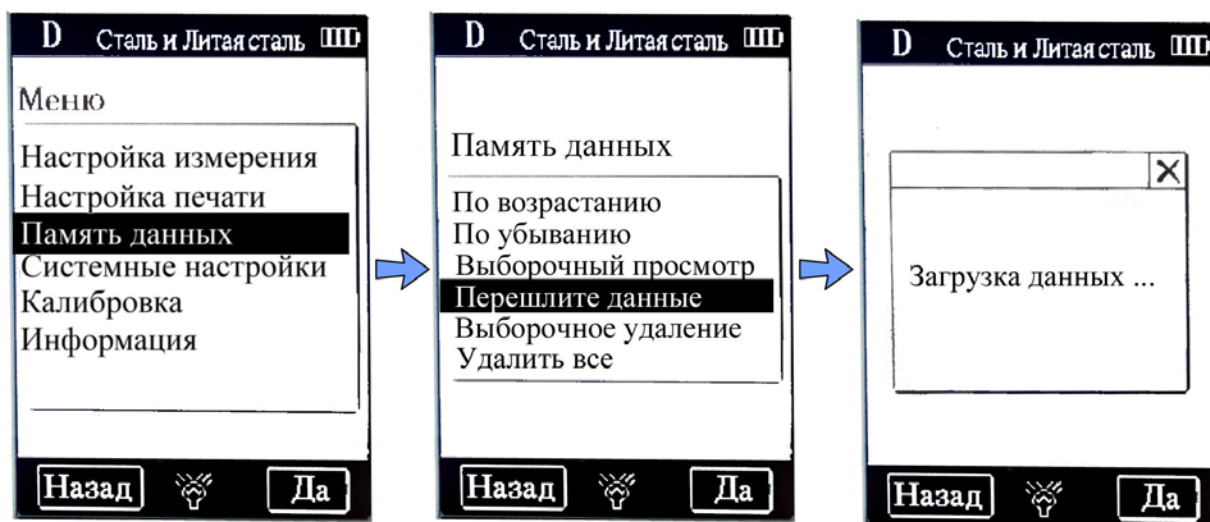 D Сталь и Литая сталь
Меню
Настройка измерения
Настройка печати
Память данных
Системные настройки
Калибровка
Информация
Назад Да
D Сталь и Литая сталь
Память данных
По возрастанию
По убыванию
Выборочный просмотр
Перешлите данные
Выборочное удаление
Удалить все
Назад Да
D Сталь и Литая сталь
Загрузка данных ...
Назад Да